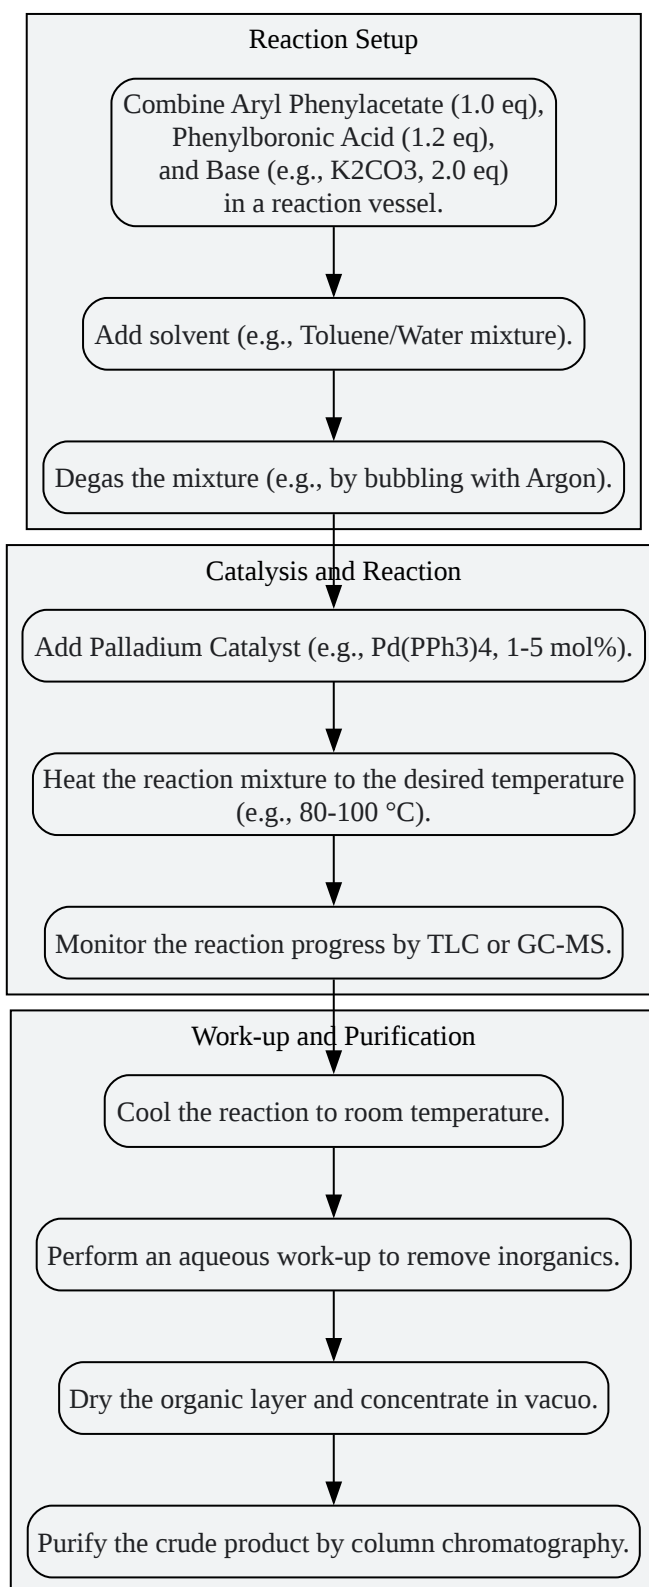 Reaction Setup
Combine Aryl Phenylacetate (1.0 eq),
Phenylboronic Acid (1.2 eq),
and Base (e.g., K2CO3, 2.0 eq)
in a reaction vessel.
Add solvent (e.g., Toluene/Water mixture).
Degas the mixture (e.g., by bubbling with Argon).
Catalysis and Reaction
Add Palladium Catalyst (e.g., Pd(PPh3)4, 1-5 mol%).
Heat the reaction mixture to the desired temperature
(e.g., 80-100 °C).
Monitor the reaction progress by TLC or GC-MS.
Work-up and Purification
Cool the reaction to room temperature.
Perform an aqueous work-up to remove inorganics.
Dry the organic layer and concentrate in vacuo.
Purify the crude product by column chromatography.